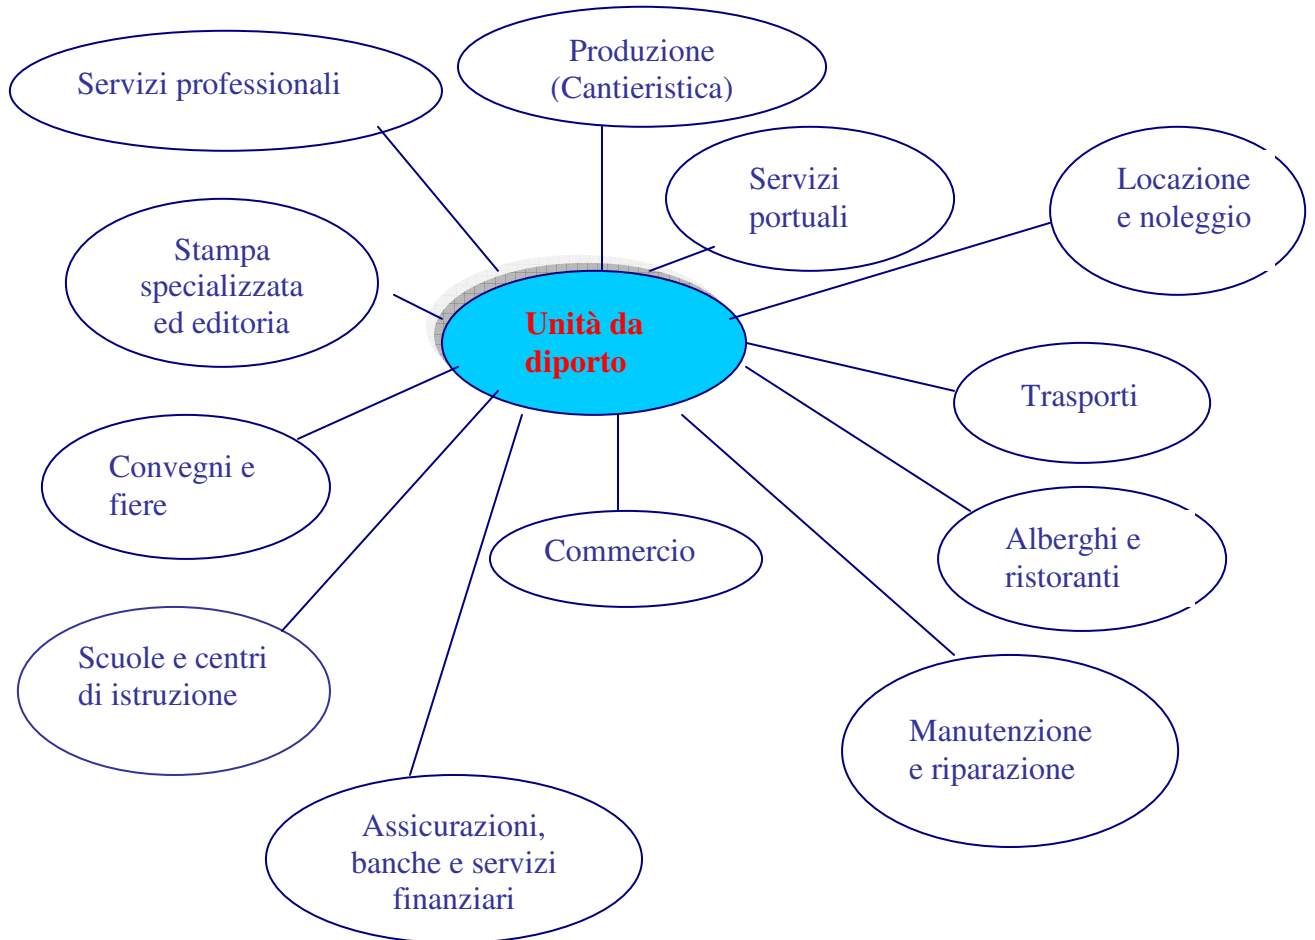 Produzione
(Cantieristica)
Servizi professionali
Servizi
portuali
Locazione
e noleggio
Stampa
specializzata
ed editoria
Unità da
diporto
Trasporti
Convegni e
fiere
Commercio
Alberghi e
ristoranti
Scuole e centri
di istruzione
Manutenzione
e riparazione
Assicurazioni,
banche e servizi
finanziari